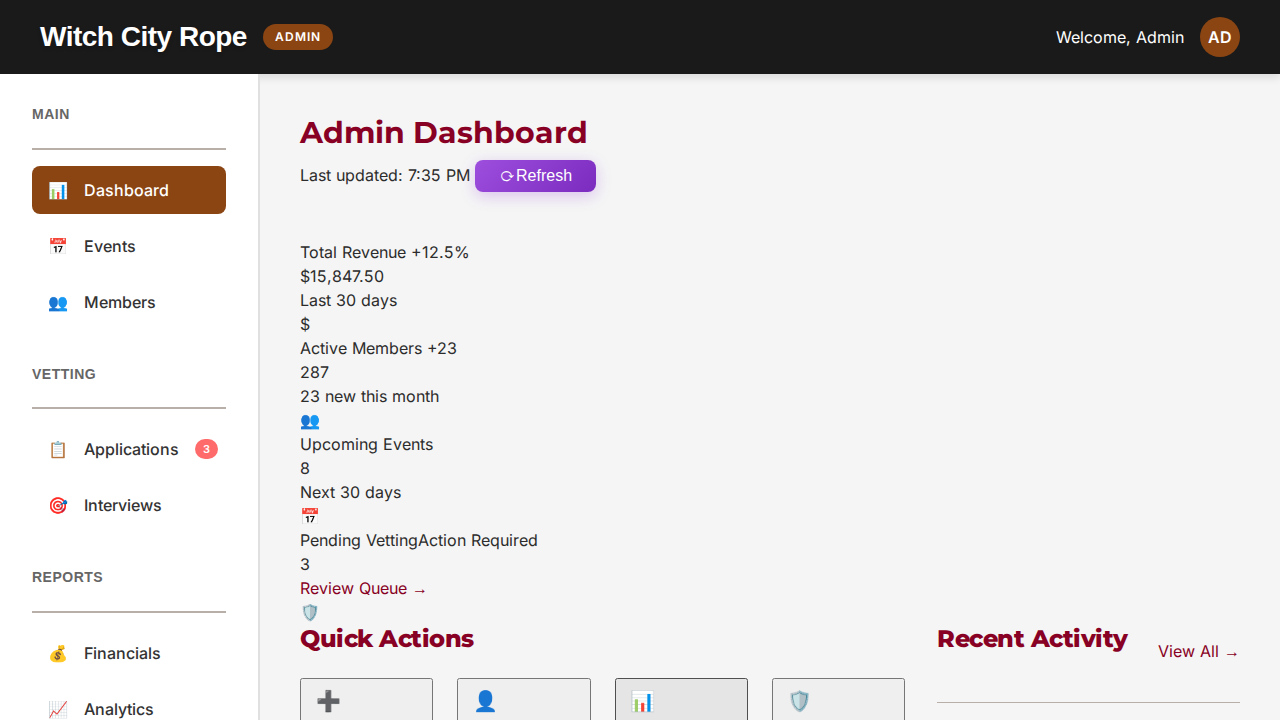 Witch City Rope
ADMIN
Welcome, Admin
AD
MAIN
Dashboard
Events
Members
VETTING
Applications 3
Interviews
REPORTS
Financials
Analytics
Admin Dashboard
Last updated: 7:35 PM
⟳ Refresh
Total Revenue +12.5%
$15,847.50
Last 30 days
$
Active Members +23
287
23 new this month
Upcoming Events
8
Next 30 days
Pending VettingAction Required
3
Review Queue →
Quick Actions
Recent Activity
View All →